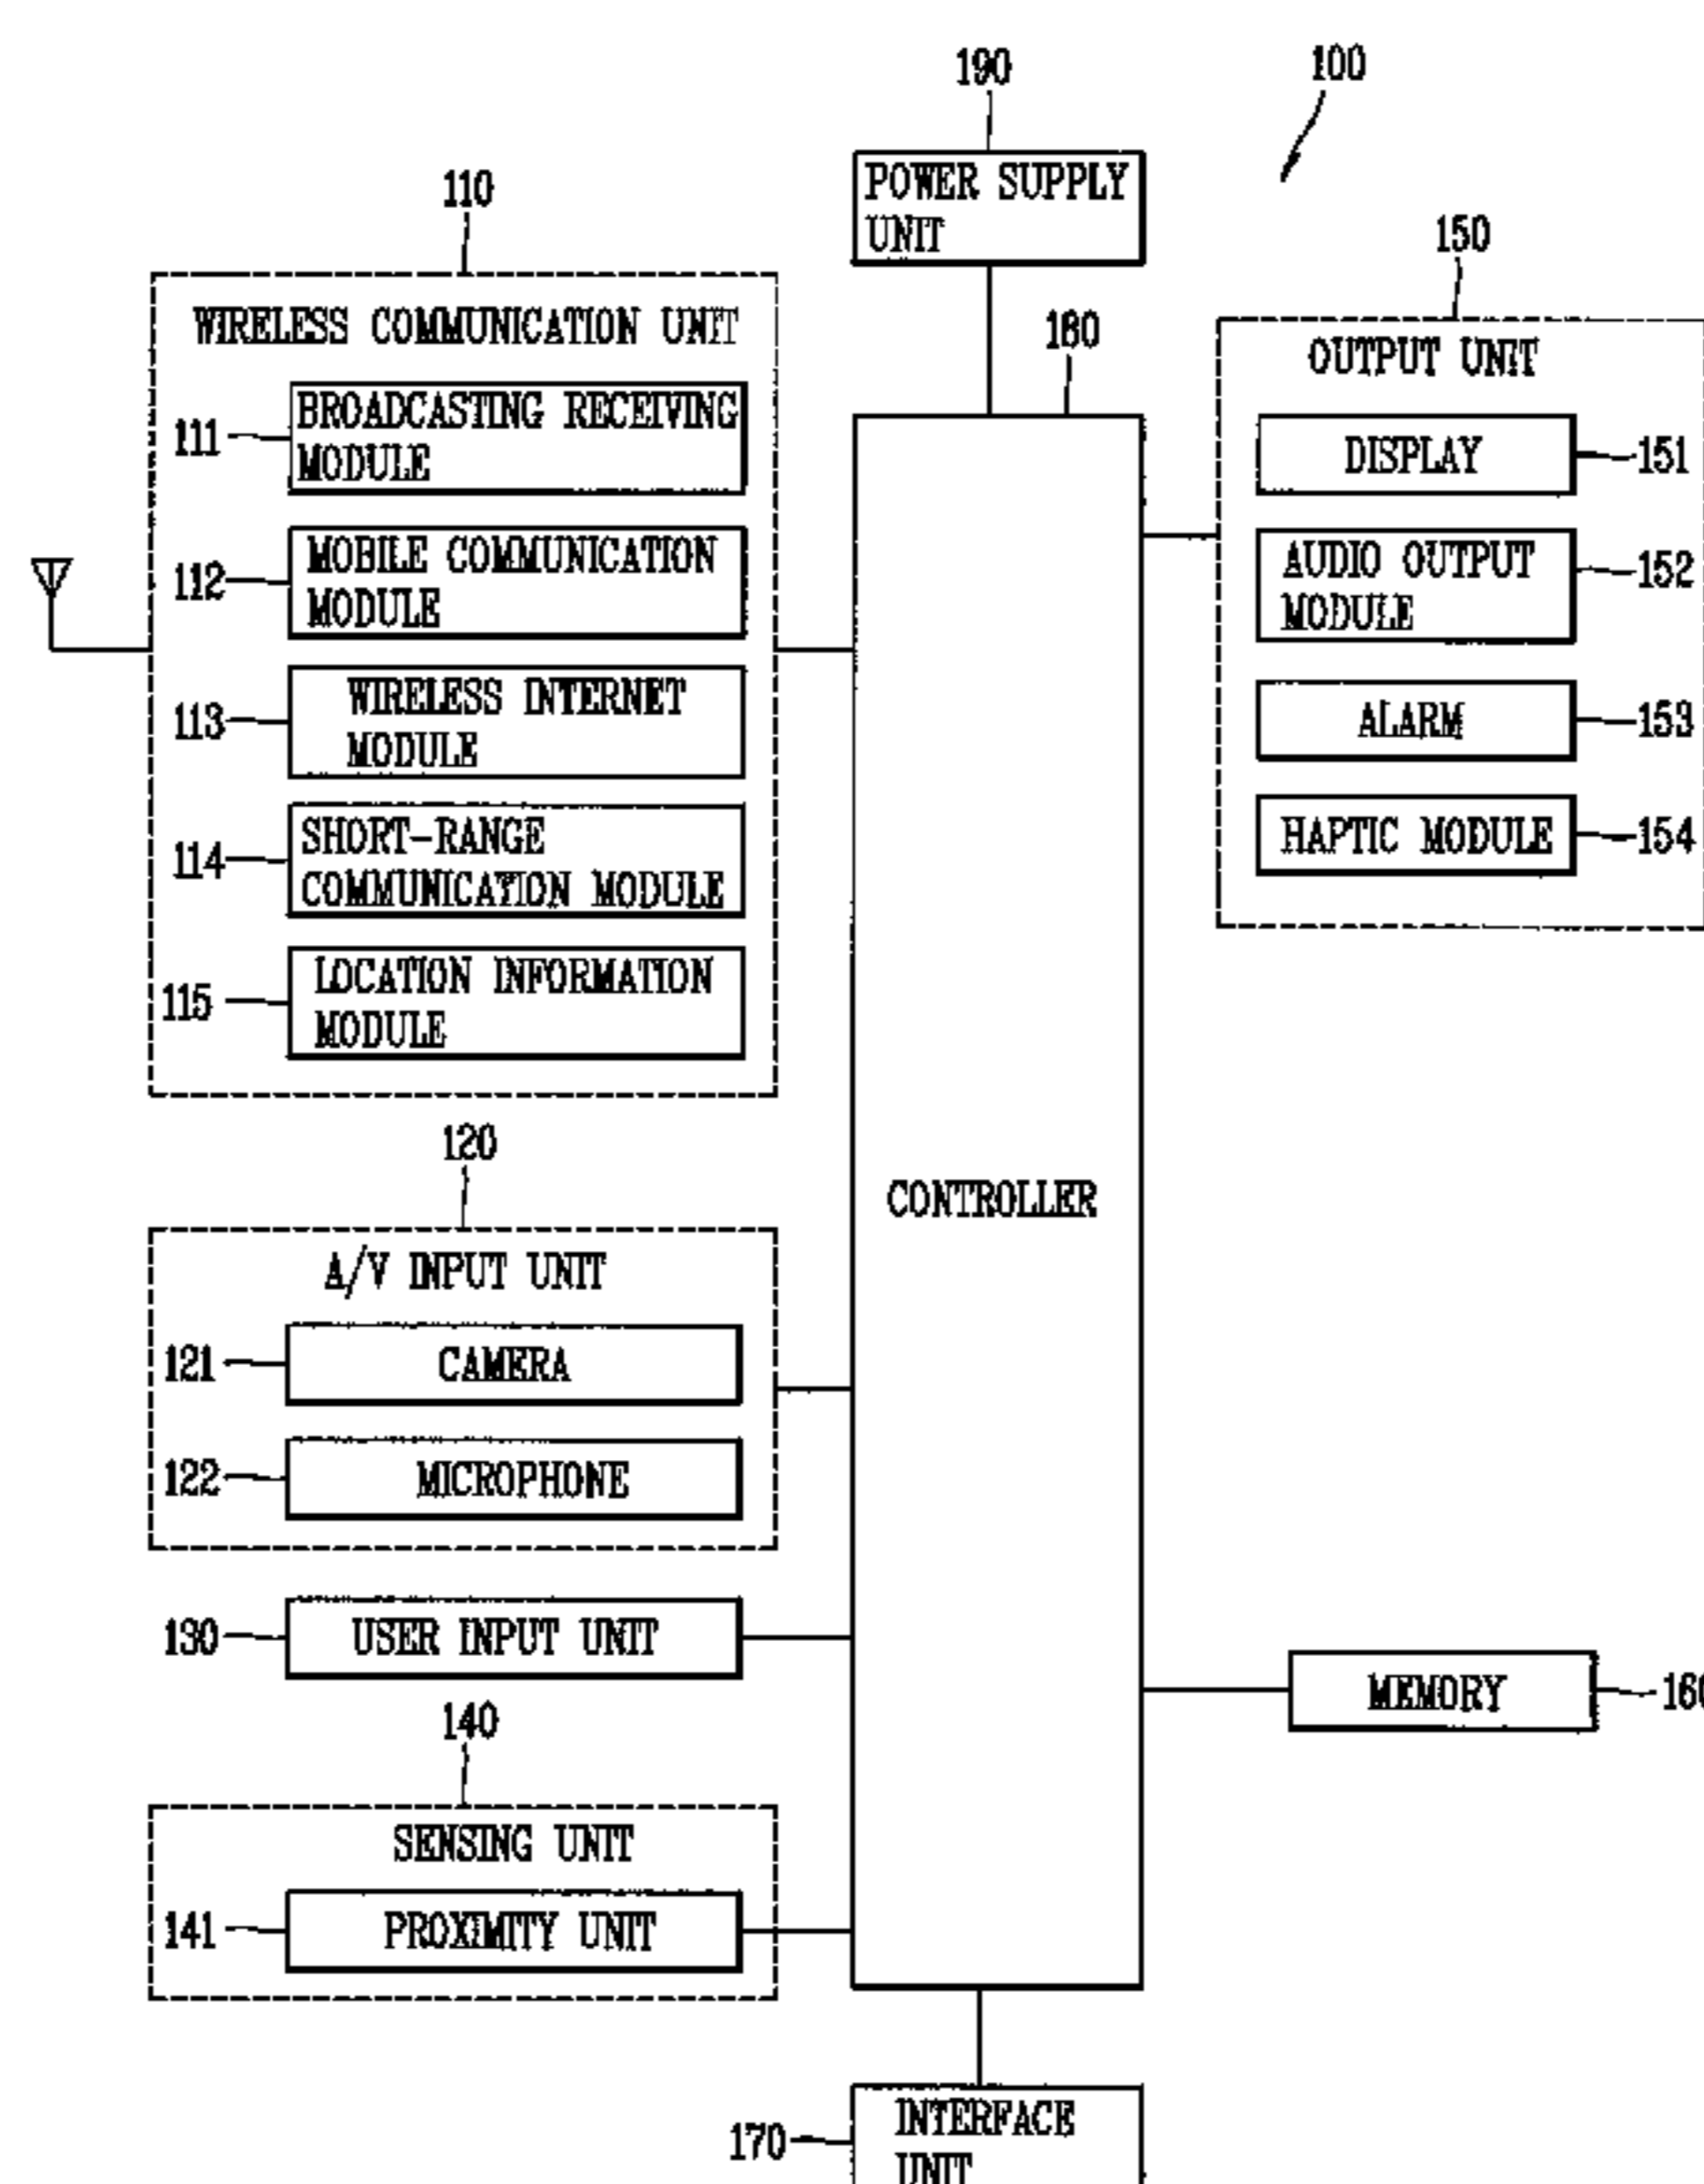 190
100
POWER SUPPLY
UNIT
110
150
WIRELESS COMMUNICATION UNIT
180
OUTPUT UNIT
111
BROADCASTING RECEIVING
MODULE
DISPLAY
151
112
MOBILE COMMUNICATION
MODULE
AUDIO OUTPUT
MODULE
152
113
WIRELESS INTERNET
MODULE
ALARM
153
114
SHORT-RANGE
COMMUNICATION MODULE
HAPTIC MODULE
154
115
LOCATION INFORMATION
MODULE
120
CONTROLLER
A/V INPUT UNIT
121
CAMERA
122
MICROPHONE
130
USER INPUT UNIT
MEMORY
160
140
SENSING UNIT
141
PROXIMITY UNIT
170
INTERFACE
UNIT